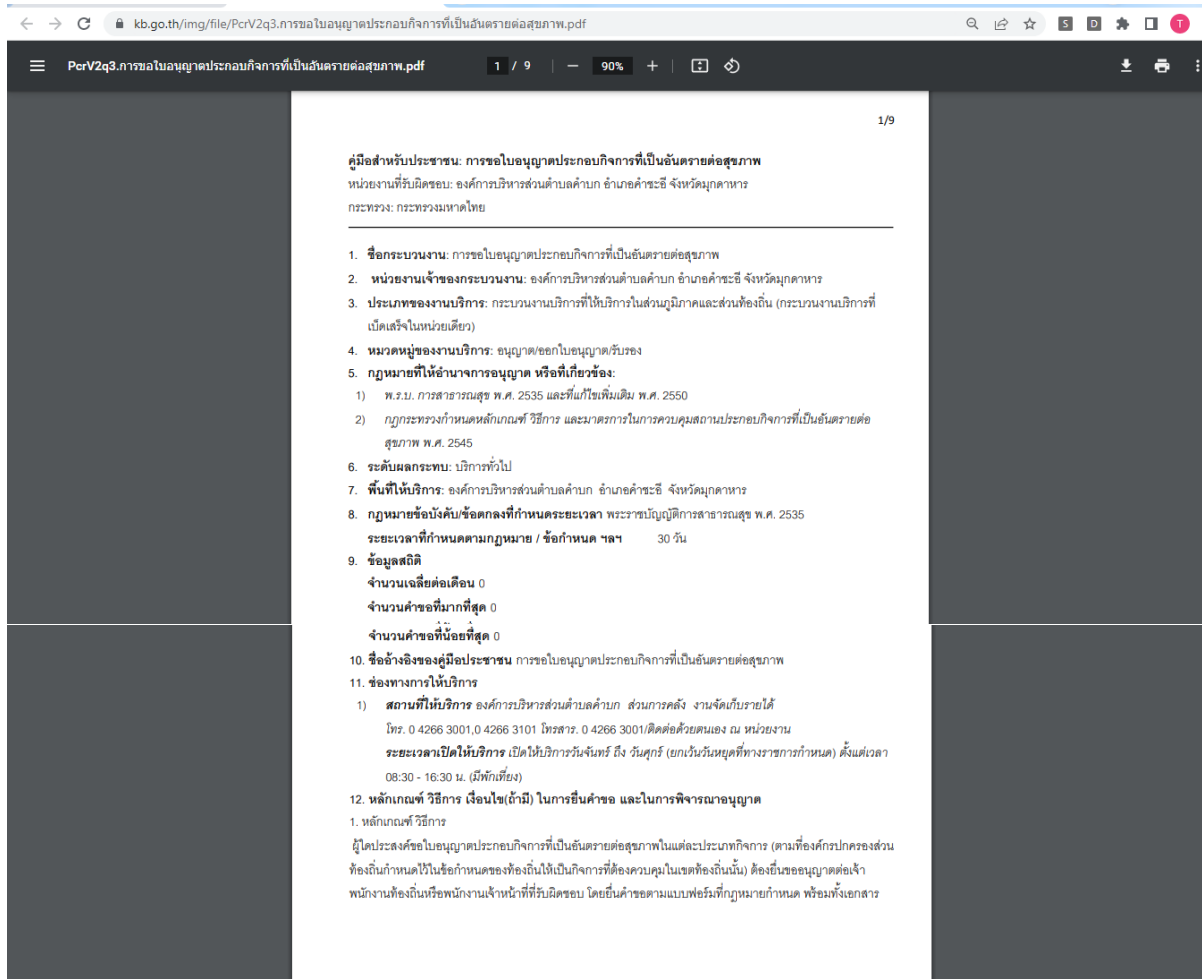 kb.go.th/img/file/PcrV2q3.การขอใบอนุญาตประกอบกิจการที่เป็นอันตรายต่อสุขภาพ.pdf
S D T
PcrV2q3.การขอใบอนุญาตประกอบกิจการที่เป็นอันตรายต่อสุขภาพ.pdf 1 / 9 | − 90% + |
1/9
คู่มือสำหรับประชาชน: การขอใบอนุญาตประกอบกิจการที่เป็นอันตรายต่อสุขภาพ
หน่วยงานที่รับผิดชอบ: องค์การบริหารส่วนตำบลคำบก อำเภอคำชะอี จังหวัดมุกดาหาร
กระทรวง: กระทรวงมหาดไทย
1. ชื่อกระบวนงาน: การขอใบอนุญาตประกอบกิจการที่เป็นอันตรายต่อสุขภาพ
2. หน่วยงานเจ้าของกระบวนงาน: องค์การบริหารส่วนตำบลคำบก อำเภอคำชะอี จังหวัดมุกดาหาร
3. ประเภทของงานบริการ: กระบวนงานบริการที่ให้บริการในส่วนภูมิภาคและส่วนท้องถิ่น (กระบวนงานบริการที่
เบ็ดเสร็จในหน่วยเดียว)
4. หมวดหมู่ของงานบริการ: อนุญาต/ออกใบอนุญาต/รับรอง
5. กฎหมายที่ให้อำนาจการอนุญาต หรือที่เกี่ยวข้อง:
1) พ.ร.บ. การสาธารณสุข พ.ศ. 2535 และที่แก้ไขเพิ่มเติม พ.ศ. 2550
2) กฎกระทรวงกำหนดหลักเกณฑ์ วิธีการ และมาตรการในการควบคุมสถานประกอบกิจการที่เป็นอันตรายต่อ
สุขภาพ พ.ศ. 2545
6. ระดับผลกระทบ: บริการทั่วไป
7. พื้นที่ให้บริการ: องค์การบริหารส่วนตำบลคำบก อำเภอคำชะอี จังหวัดมุกดาหาร
8. กฎหมายข้อบังคับ/ข้อตกลงที่กำหนดระยะเวลา พระราชบัญญัติการสาธารณสุข พ.ศ. 2535
ระยะเวลาที่กำหนดตามกฎหมาย / ข้อกำหนด ฯลฯ 30 วัน
9. ข้อมูลสถิติ
จำนวนเฉลี่ยต่อเดือน 0
จำนวนคำขอที่มากที่สุด 0
จำนวนคำขอที่น้อยที่สุด 0
10. ชื่ออ้างอิงของคู่มือประชาชน การขอใบอนุญาตประกอบกิจการที่เป็นอันตรายต่อสุขภาพ
11. ช่องทางการให้บริการ
1) สถานที่ให้บริการ องค์การบริหารส่วนตำบลคำบก ส่วนการคลัง งานจัดเก็บรายได้
โทร. 0 4266 3001,0 4266 3101 โทรสาร. 0 4266 3001/ติดต่อด้วยตนเอง ณ หน่วยงาน
ระยะเวลาเปิดให้บริการ เปิดให้บริการวันจันทร์ ถึง วันศุกร์ (ยกเว้นวันหยุดที่ทางราชการกำหนด) ตั้งแต่เวลา
08:30 - 16:30 น. (มีพักเที่ยง)
12. หลักเกณฑ์ วิธีการ เงื่อนไข(ถ้ามี) ในการยื่นคำขอ และในการพิจารณาอนุญาต
1. หลักเกณฑ์ วิธีการ
ผู้ใดประสงค์ขอใบอนุญาตประกอบกิจการที่เป็นอันตรายต่อสุขภาพในแต่ละประเภทกิจการ (ตามที่องค์กรปกครองส่วน
ท้องถิ่นกำหนดไว้ในข้อกำหนดของท้องถิ่นให้เป็นกิจการที่ต้องควบคุมในเขตท้องถิ่นนั้น) ต้องยื่นขออนุญาตต่อเจ้า
พนักงานท้องถิ่นหรือพนักงานเจ้าหน้าที่ที่รับผิดชอบ โดยยื่นคำขอตามแบบฟอร์มที่กฎหมายกำหนด พร้อมทั้งเอกสาร